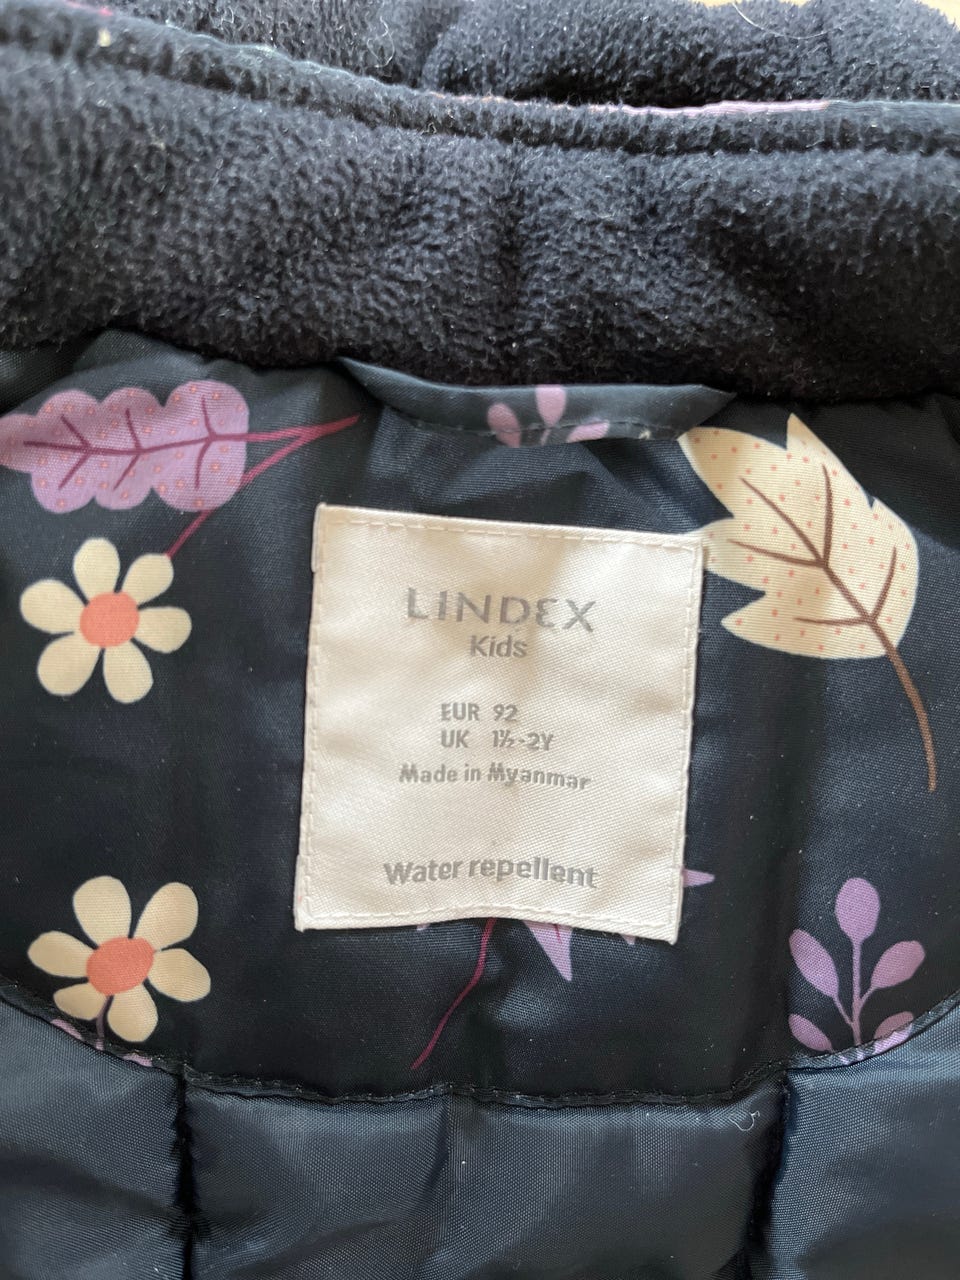 LINDEX
Kids
EUR 92
UK 1½-2Y
Made in Myanmar
Water repellent